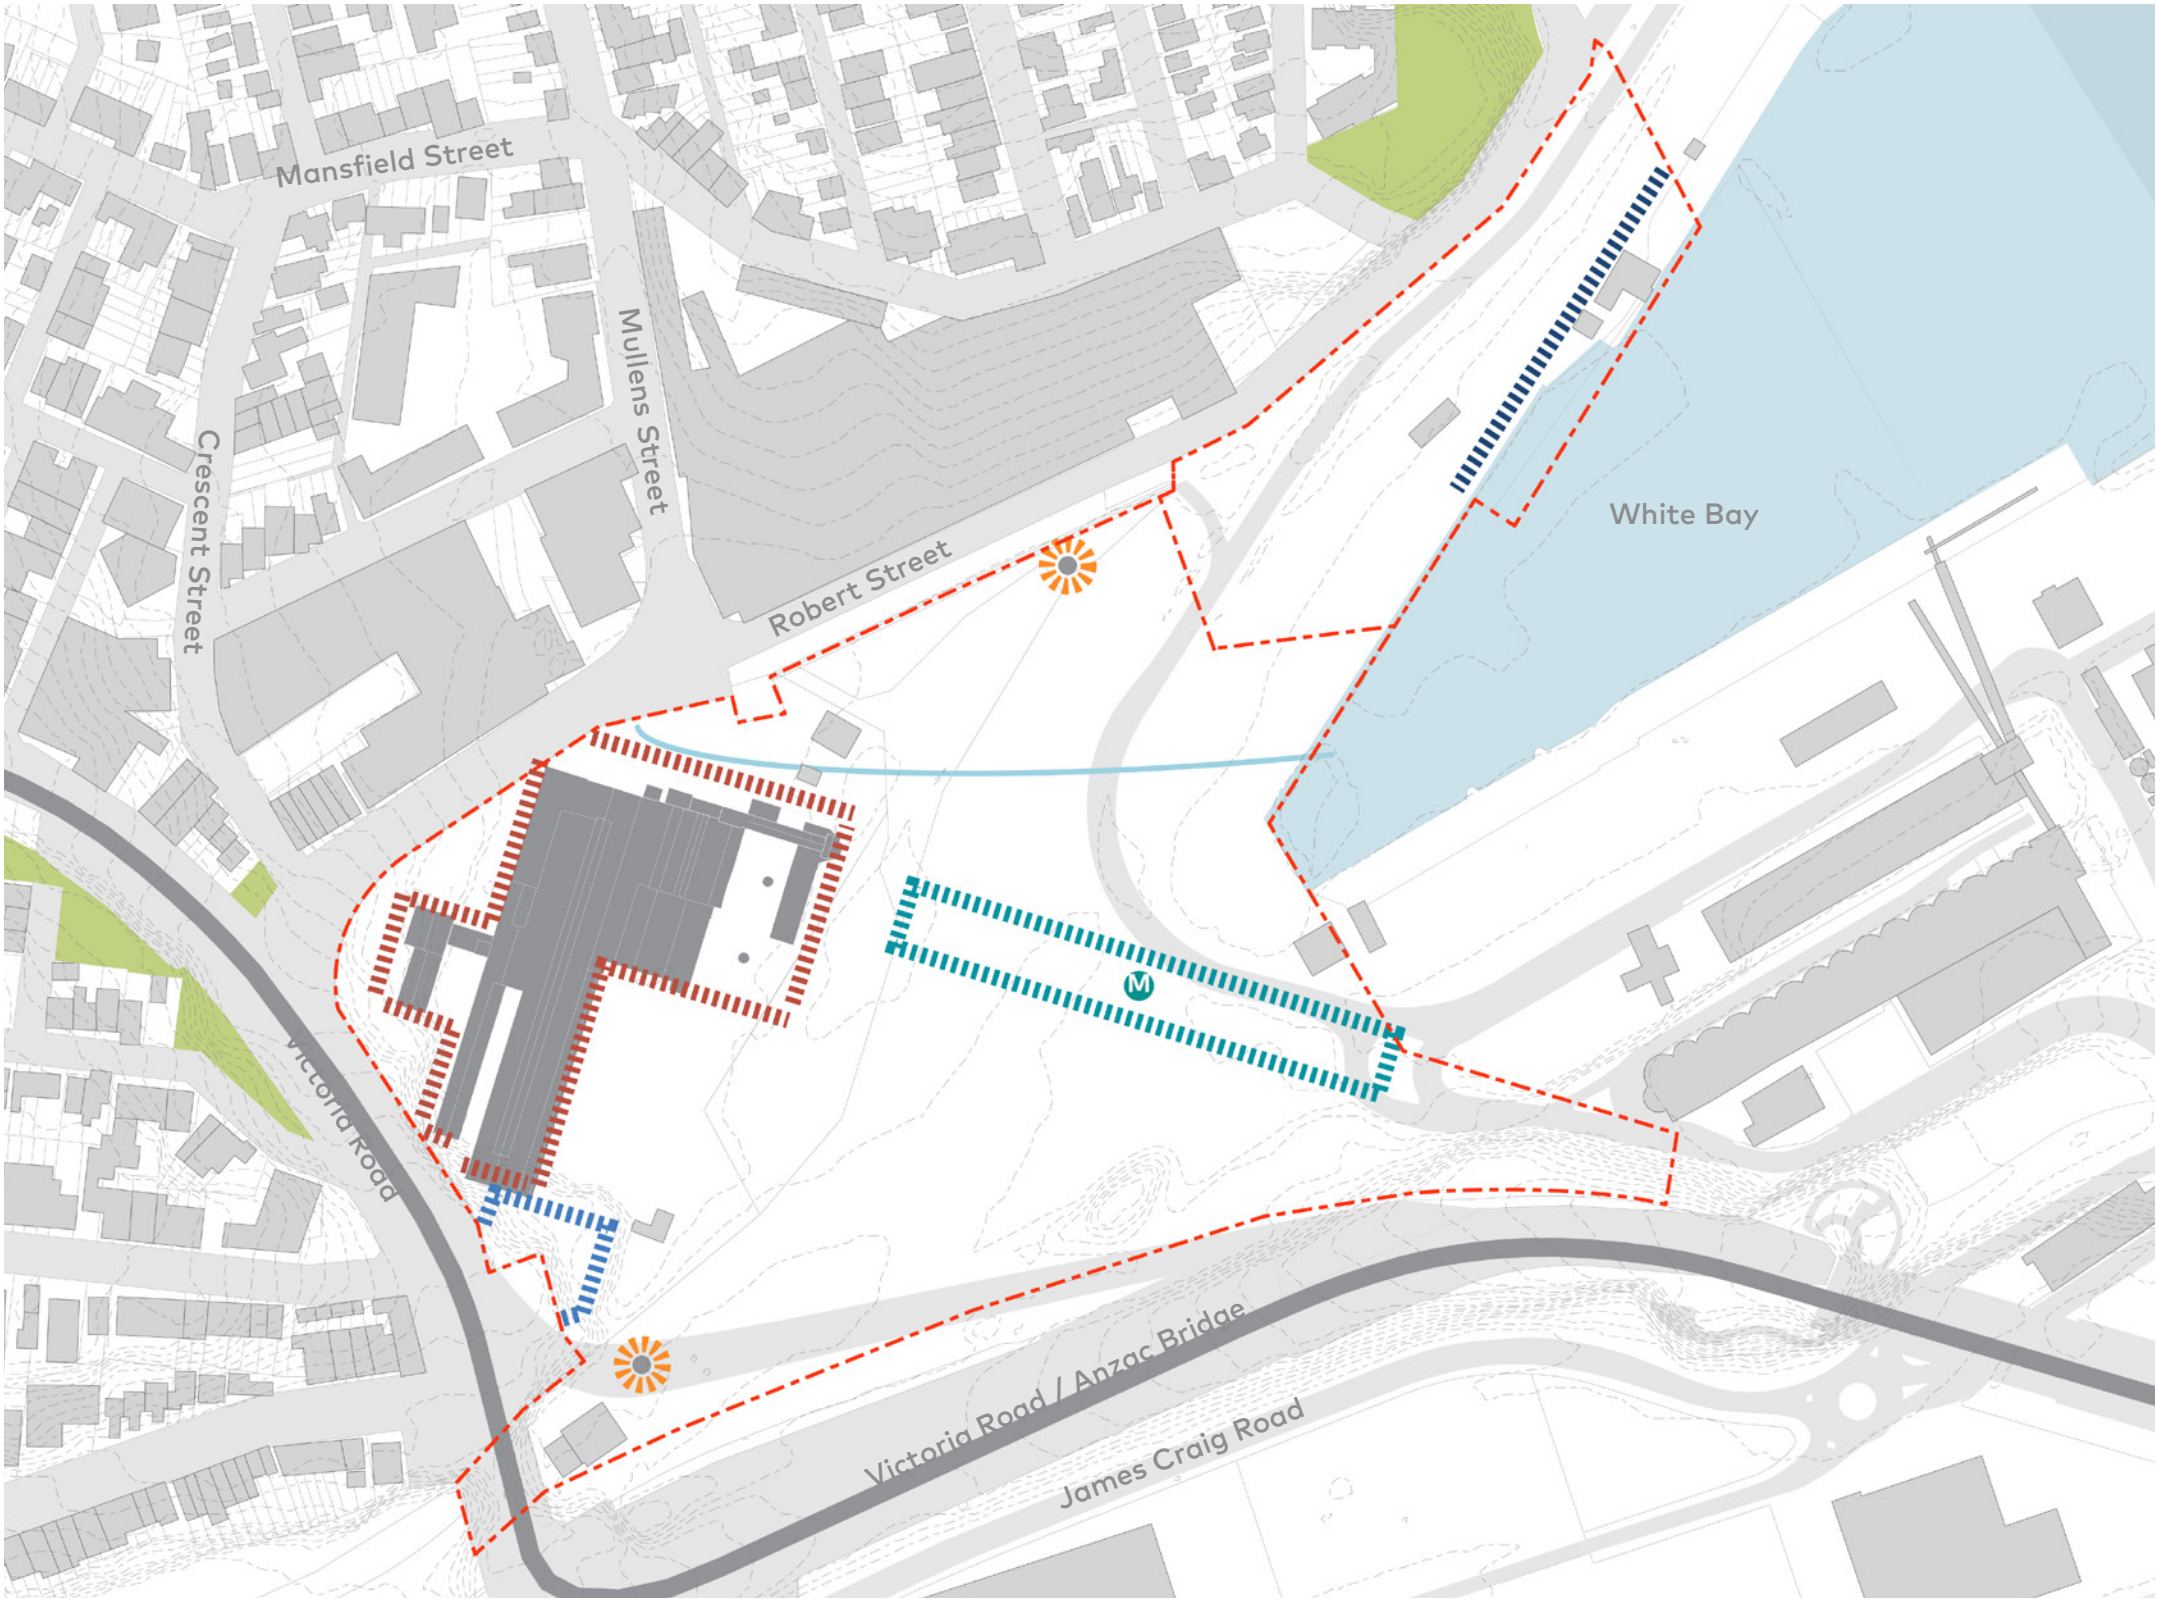 Mansfield Street
Mullens Street
Crescent Street
White Bay
Robert Street
M
Victoria Road
Victoria Road / Anzac Bridge
James Craig Road